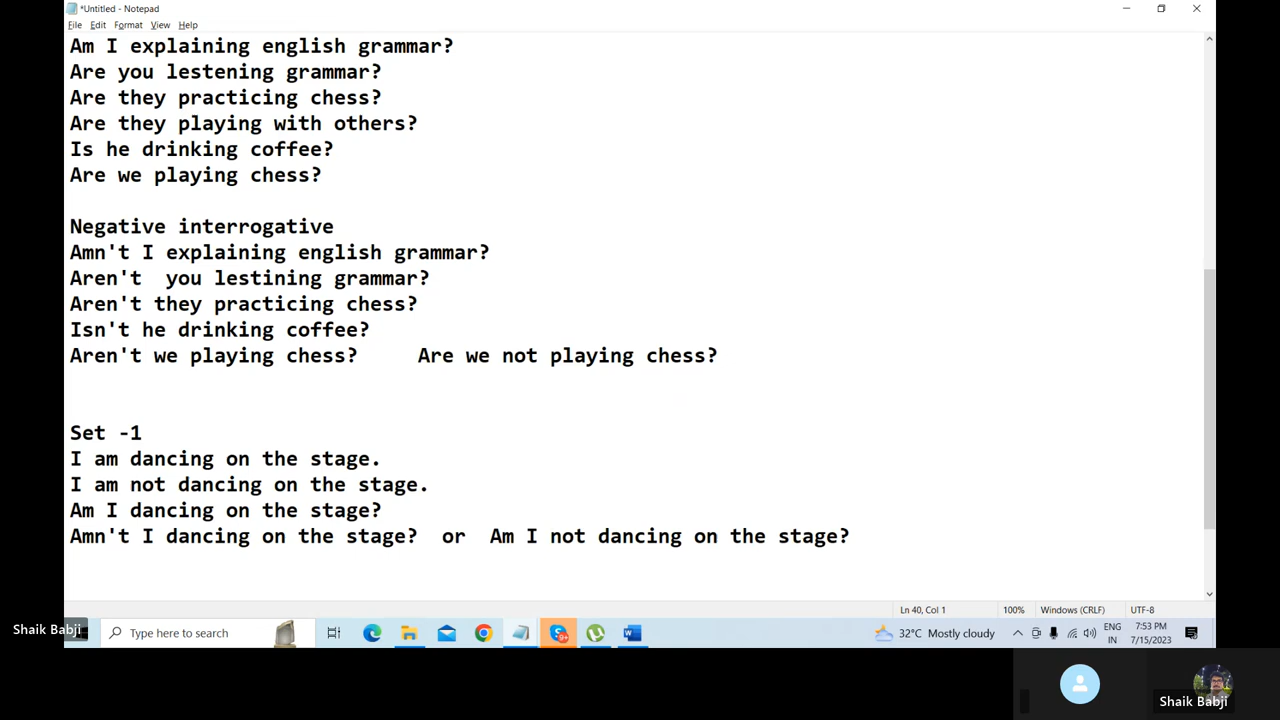 *Untitled - Notepad
File Edit Format View Help
Am I explaining english grammar?
Are you lestening grammar?
Are they practicing chess?
Are they playing with others?
Is he drinking coffee?
Are we playing chess?
Negative interrogative
Amn't I explaining english grammar?
Aren't  you lestining grammar?
Aren't they practicing chess?
Isn't he drinking coffee?
Aren't we playing chess?     Are we not playing chess?
Set -1
I am dancing on the stage.
I am not dancing on the stage.
Am I dancing on the stage?
Amn't I dancing on the stage?  or  Am I not dancing on the stage?
Ln 40, Col 1 100% Windows (CRLF) UTF-8
Shaik Babji
Type here to search
32°C Mostly cloudy
ENG
IN
7:53 PM
7/15/2023
Shaik Babji